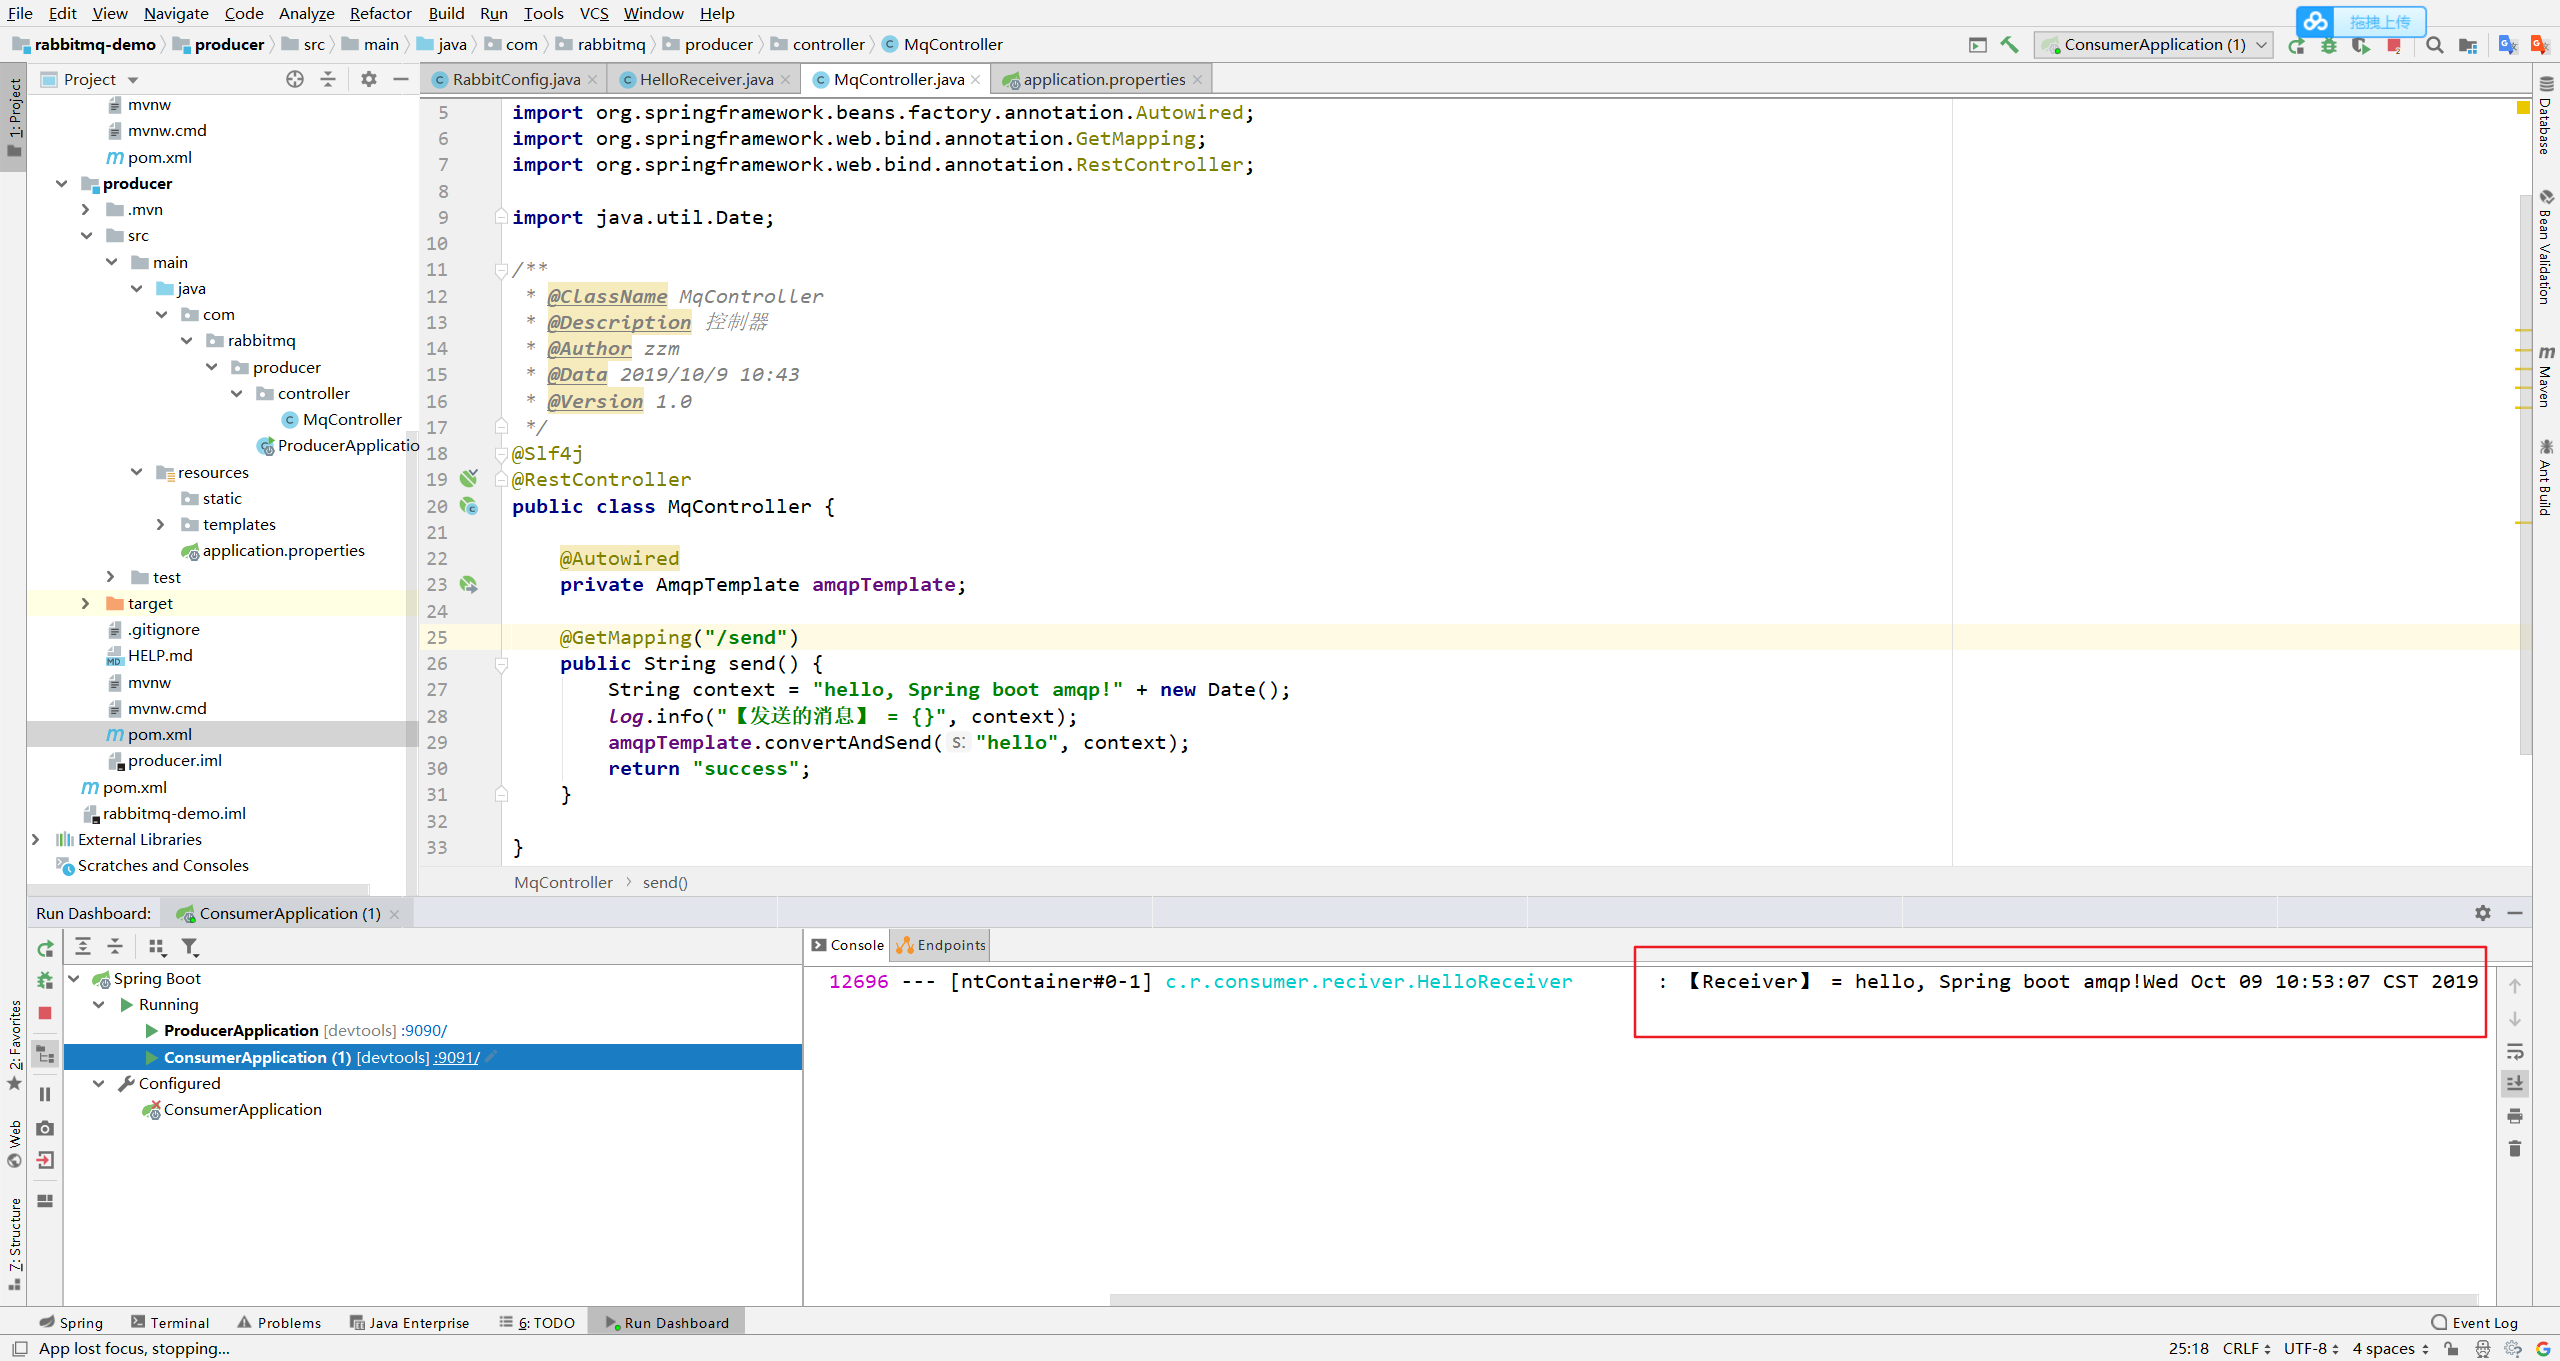 File Edit View Navigate Code Analyze Refactor Build Run Tools VCS Window Help
拖拽上传
rabbitmq-demo producer src main java com rabbitmq producer controller MqController
ConsumerApplication (1)
Project
RabbitConfig.java HelloReceiver.java MqController.java application.properties
1: Project
2: Favorites
Web
7: Structure
mvnw
mvnw.cmd
pom.xml
producer
.mvn
src
main
java
com
rabbitmq
producer
controller
MqController
ProducerApplicatio
resources
static
templates
application.properties
test
target
.gitignore
HELP.md
mvnw
mvnw.cmd
pom.xml
producer.iml
pom.xml
rabbitmq-demo.iml
External Libraries
Scratches and Consoles
5 import org.springframework.beans.factory.annotation.Autowired;
6 import org.springframework.web.bind.annotation.GetMapping;
7 import org.springframework.web.bind.annotation.RestController;
8
9 import java.util.Date;
10
11 /**
12 * @ClassName MqController
13 * @Description 控制器
14 * @Author zzm
15 * @Data 2019/10/9 10:43
16 * @Version 1.0
17 */
18 @Slf4j
19 @RestController
20 public class MqController {
21
22 @Autowired
23 private AmqpTemplate amqpTemplate;
24
25 @GetMapping("/send")
26 public String send() {
27 String context = "hello, Spring boot amqp!" + new Date();
28 log.info("【发送的消息】 = {}", context);
29 amqpTemplate.convertAndSend( s: "hello", context);
30 return "success";
31 }
32
33 }
MqController send()
Database
Bean Validation
Maven
Ant Build
Run Dashboard: ConsumerApplication (1)
Console Endpoints
Spring Boot
Running
ProducerApplication [devtools] :9090/
ConsumerApplication (1) [devtools] :9091/
Configured
ConsumerApplication
12696 --- [ntContainer#0-1] c.r.consumer.reciver.HelloReceiver : 【Receiver】 = hello, Spring boot amqp!Wed Oct 09 10:53:07 CST 2019
Spring Terminal Problems Java Enterprise 6: TODO Run Dashboard Event Log
App lost focus, stopping... 25:18 CRLF UTF-8 4 spaces